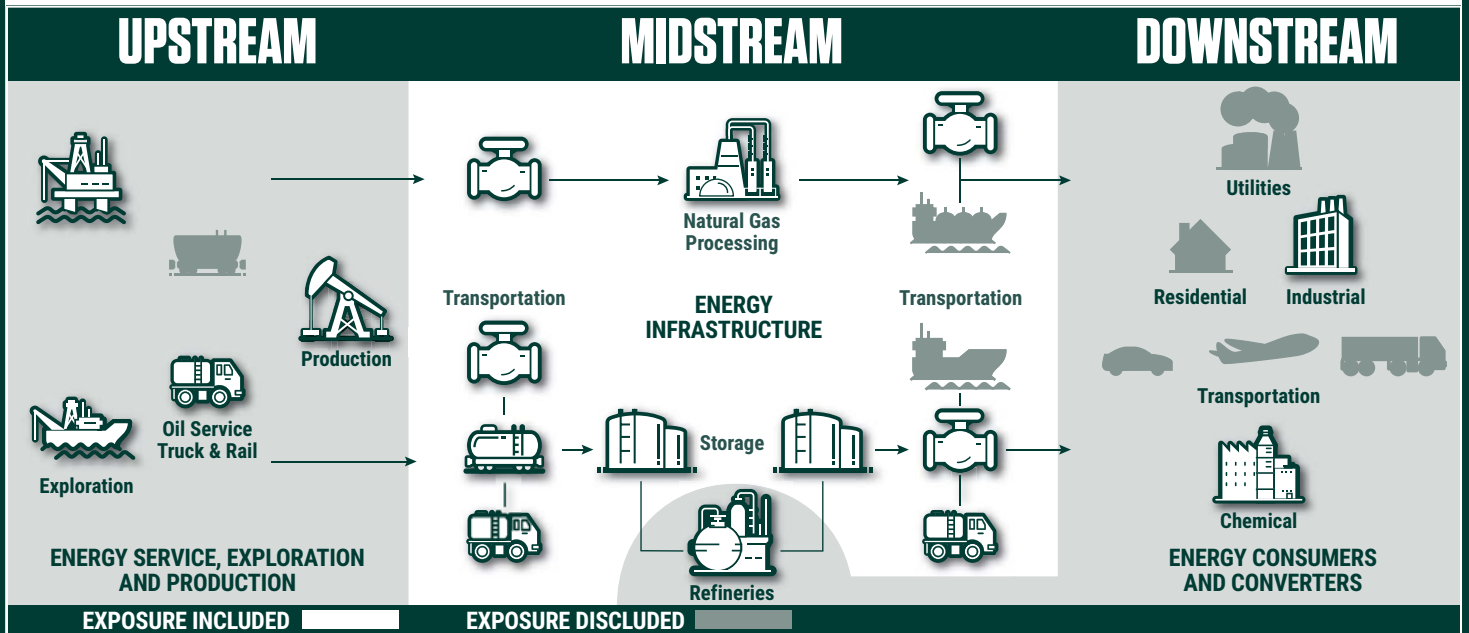 UPSTREAM
MIDSTREAM
DOWNSTREAM
Production
Oil Service
Truck & Rail
Exploration
ENERGY SERVICE, EXPLORATION
AND PRODUCTION
Natural Gas
Processing
Transportation
ENERGY
INFRASTRUCTURE
Transportation
Storage
Refineries
Utilities
Residential
Industrial
Transportation
Chemical
ENERGY CONSUMERS
AND CONVERTERS
EXPOSURE INCLUDED
EXPOSURE DISCLUDED